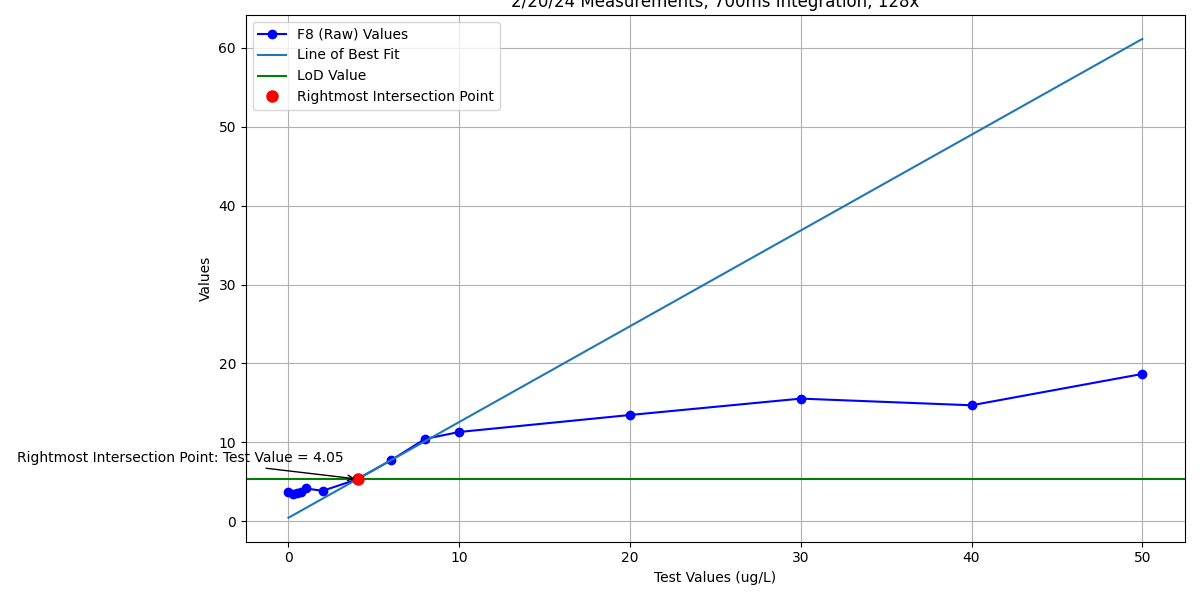 2/20/24 Measurements, 700ms Integration, 128x
F8 (Raw) Values
Line of Best Fit
LoD Value
Rightmost Intersection Point
60
50
40
30
20
10
0
Values
Rightmost Intersection Point: Test Value = 4.05
0 10 20 30 40 50
Test Values (ug/L)